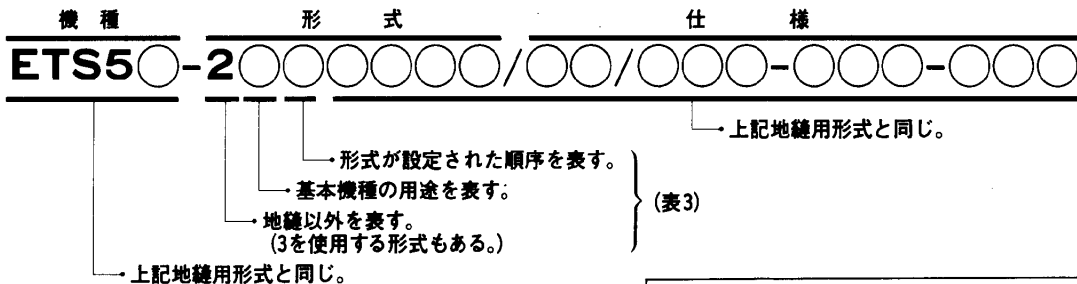 機種 形式 仕様
ETS5○-2○○○○○○/○○/○○○-○○○-○○○
上記地縫用形式と同じ。
形式が設定された順序を表す。
基本機種の用途を表す。
(表3)
地縫以外を表す。
(3を使用する形式もある。)
上記地縫用形式と同じ。